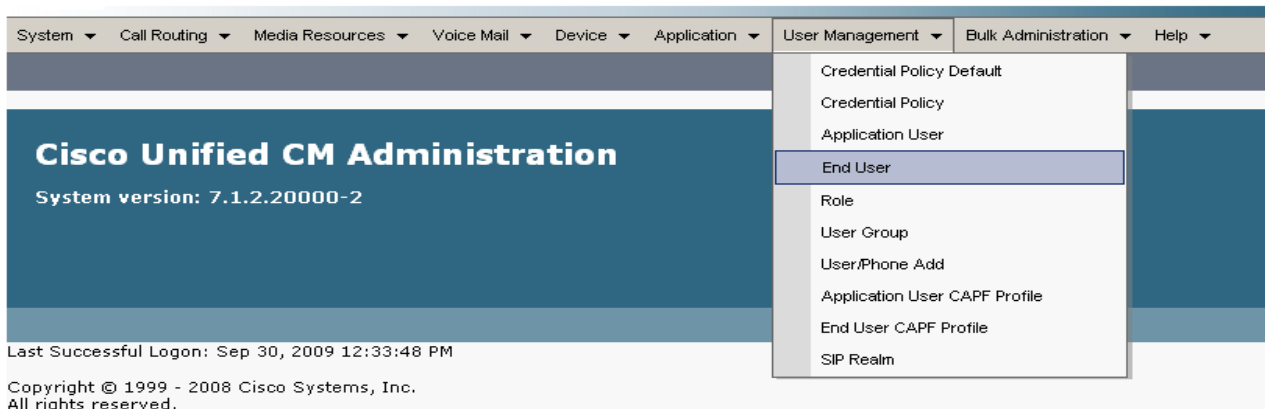 System Call Routing Media Resources Voice Mail Device Application User Management Bulk Administration Help
Credential Policy Default
Credential Policy
Application User
End User
Role
User Group
User/Phone Add
Application User CAPF Profile
End User CAPF Profile
SIP Realm
Cisco Unified CM Administration
System version: 7.1.2.20000-2
Last Successful Logon: Sep 30, 2009 12:33:48 PM
Copyright © 1999 - 2008 Cisco Systems, Inc.
All rights reserved.